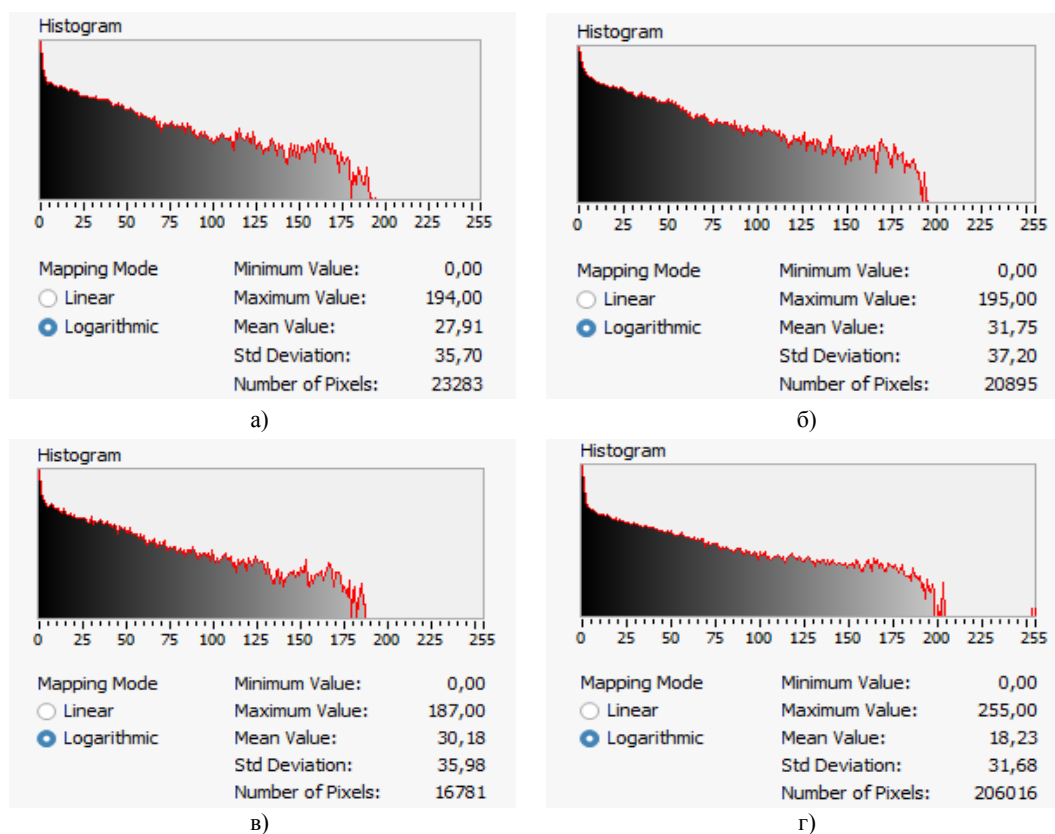 Histogram
0 25 50 75 100 125 150 175 200 225 255
Mapping Mode Minimum Value: 0,00
Linear Maximum Value: 194,00
Logarithmic Mean Value: 27,91
Std Deviation: 35,70
Number of Pixels: 23283
а)
Histogram
0 25 50 75 100 125 150 175 200 225 255
Mapping Mode Minimum Value: 0,00
Linear Maximum Value: 195,00
Logarithmic Mean Value: 31,75
Std Deviation: 37,20
Number of Pixels: 20895
б)
Histogram
0 25 50 75 100 125 150 175 200 225 255
Mapping Mode Minimum Value: 0,00
Linear Maximum Value: 187,00
Logarithmic Mean Value: 30,18
Std Deviation: 35,98
Number of Pixels: 16781
в)
Histogram
0 25 50 75 100 125 150 175 200 225 255
Mapping Mode Minimum Value: 0,00
Linear Maximum Value: 255,00
Logarithmic Mean Value: 18,23
Std Deviation: 31,68
Number of Pixels: 206016
г)